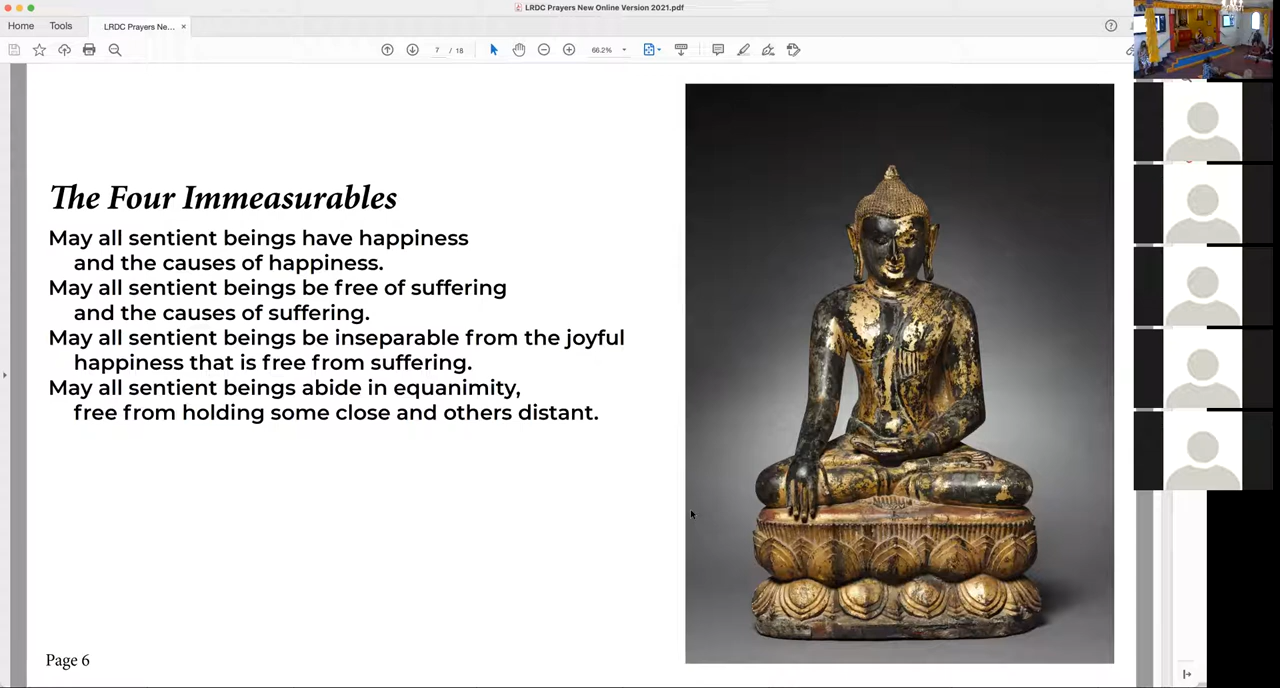 LRDC Prayers New Online Version 2021.pdf
Home
Tools
LRDC Prayers Ne...
7 / 18
66.2%
The Four Immeasurables
May all sentient beings have happiness
and the causes of happiness.
May all sentient beings be free of suffering
and the causes of suffering.
May all sentient beings be inseparable from the joyful
happiness that is free from suffering.
May all sentient beings abide in equanimity,
free from holding some close and others distant.
Page 6